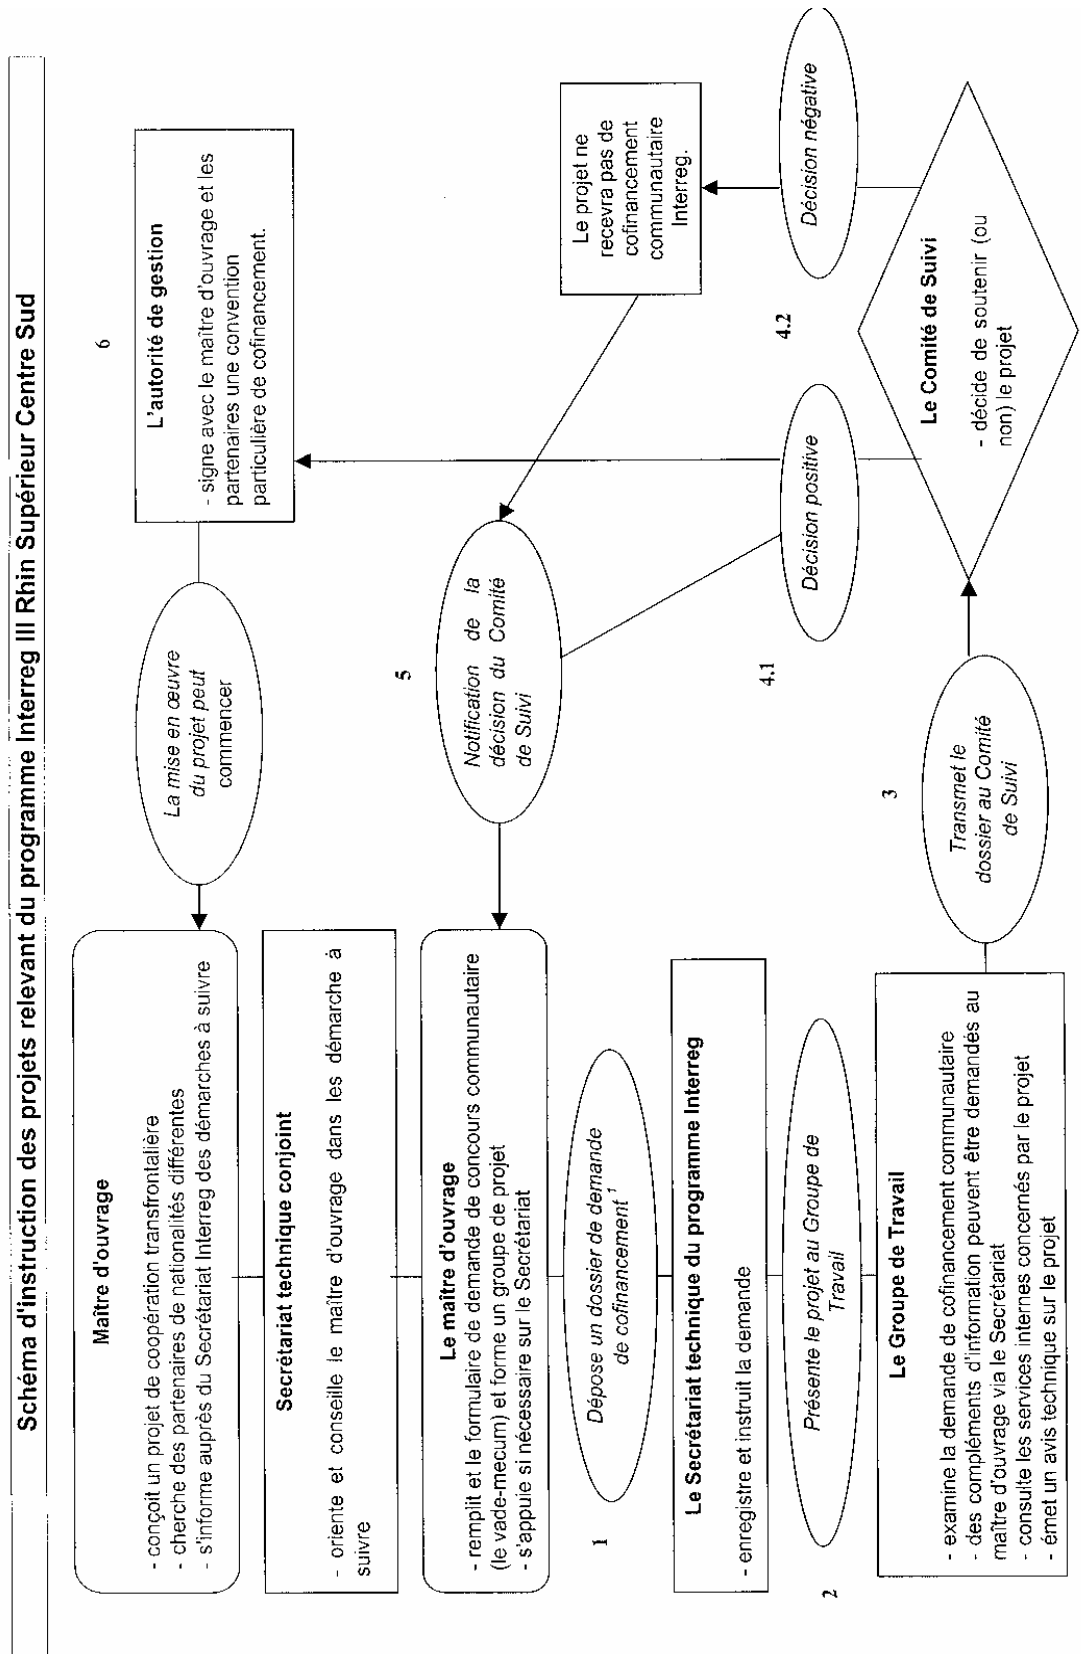 Schéma d'instruction des projets relevant du programme Interreg III Rhin Supérieur Centre Sud
Maître d'ouvrage
- conçoit un projet de coopération transfrontalière
- cherche des partenaires de nationalités différentes
- s'informe auprès du Secrétariat Interreg des démarches à suivre
La mise en œuvre
du projet peut
commencer
6
L'autorité de gestion
- signe avec le maître d'ouvrage et les
partenaires une convention
particulière de cofinancement.
Secrétariat technique conjoint
- oriente et conseille le maître d'ouvrage dans les démarche à
suivre
Le maître d'ouvrage
- remplit et le formulaire de demande de concours communautaire
(le vade-mecum) et forme un groupe de projet
- s'appuie si nécessaire sur le Secrétariat
5
Notification de la
décision du Comité
de Suivi
Le projet ne
recevra pas de
cofinancement
communautaire
Interreg.
1
Dépose un dossier de demande
de cofinancement 1
Le Secrétariat technique du programme Interreg
- enregistre et instruit la demande
4.1
Décision positive
4.2
Décision négative
2
Présente le projet au Groupe de
Travail
Le Groupe de Travail
- examine la demande de cofinancement communautaire
- des compléments d'information peuvent être demandés au
maître d'ouvrage via le Secrétariat
- consulte les services internes concernés par le projet
- émet un avis technique sur le projet
3
Transmet le
dossier au Comité
de Suivi
Le Comité de Suivi
- décide de soutenir (ou
non) le projet